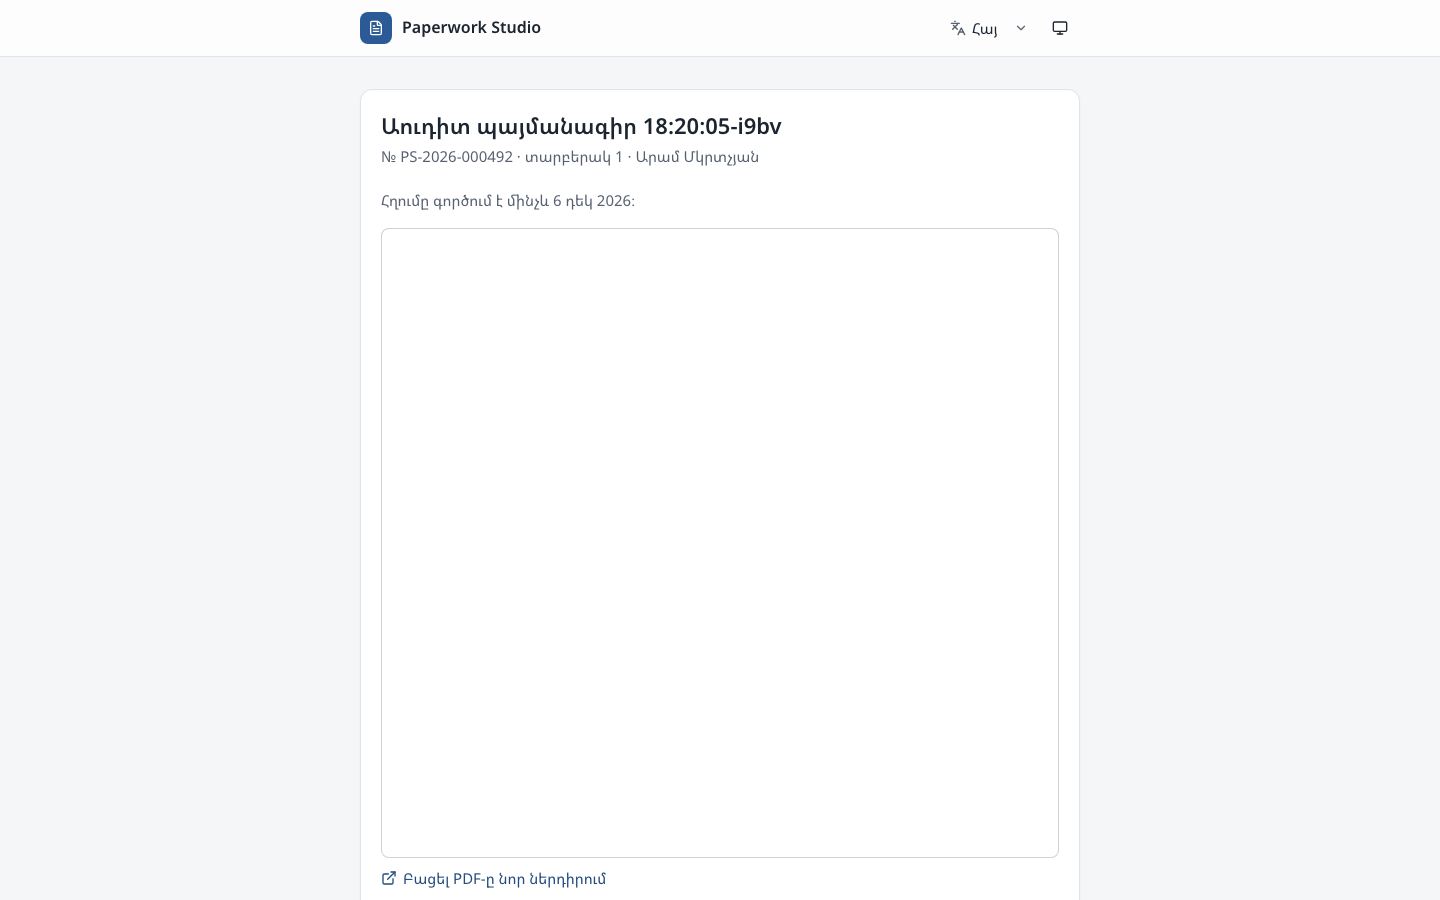 Paperwork Studio
Հայ
Աուդիտ պայմանագիր 18:20:05-i9bv
№ PS-2026-000492 · տարբերակ 1 · Արամ Մկրտչյան
Հղումը գործում է մինչև 6 դեկ 2026։
Բացել PDF-ը նոր ներդիրում